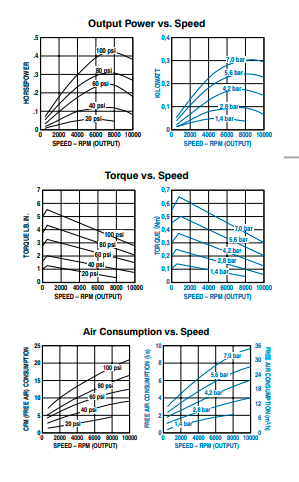 Output Power vs. Speed
HORSEPOWER
.5
.4
.3
.2
.1
0
100 psi
80 psi
60 psi
40 psi
20 psi
0 2000 4000 6000 8000 10000
SPEED – RPM (OUTPUT)
KILOWATT
0,4
0,3
0,2
0,1
0
7,0 bar
5,6 bar
4,2 bar
2,8 bar
1,4 bar
0 2000 4000 6000 8000 10000
SPEED – RPM (OUTPUT)
Torque vs. Speed
TORQUE LB. IN.
7
6
5
4
3
2
1
0
100 psi
80 psi
60 psi
40 psi
20 psi
0 2000 4000 6000 8000 10000
SPEED – RPM (OUTPUT)
TORQUE (Nm)
0,7
0,6
0,5
0,4
0,3
0,2
0,1
0
7,0 bar
5,6 bar
4,2 bar
2,8 bar
1,4 bar
0 2000 4000 6000 8000 10000
SPEED – RPM (OUTPUT)
Air Consumption vs. Speed
CFM (FREE AIR) CONSUMPTION
25
20
15
10
5
0
100 psi
80 psi
60 psi
40 psi
20 psi
0 2000 4000 6000 8000 10000
SPEED – RPM (OUTPUT)
FREE AIR CONSUMPTION (l/s)
10
8
6
4
2
0
7,0 bar
5,6 bar
4,2 bar
2,8 bar
1,4 bar
36
30
24
18
12
6
0
FREE AIR CONSUMPTION (m³/h)
0 2000 4000 6000 8000 10000
SPEED – RPM (OUTPUT)